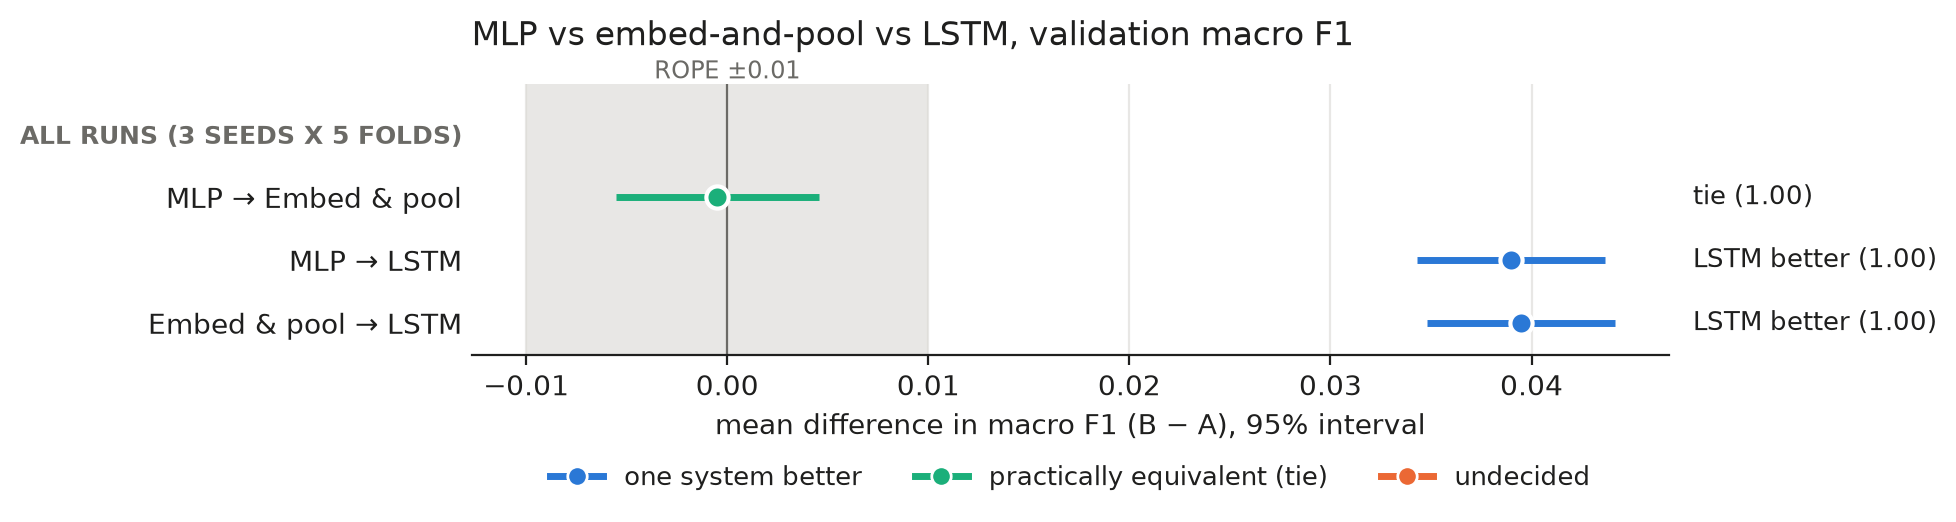 MLP vs embed-and-pool vs LSTM, validation macro F1
ROPE ±0.01
ALL RUNS (3 SEEDS X 5 FOLDS)
MLP → Embed & pool
tie (1.00)
MLP → LSTM
LSTM better (1.00)
Embed & pool → LSTM
LSTM better (1.00)
−0.01 0.00 0.01 0.02 0.03 0.04
mean difference in macro F1 (B − A), 95% interval
one system better practically equivalent (tie) undecided